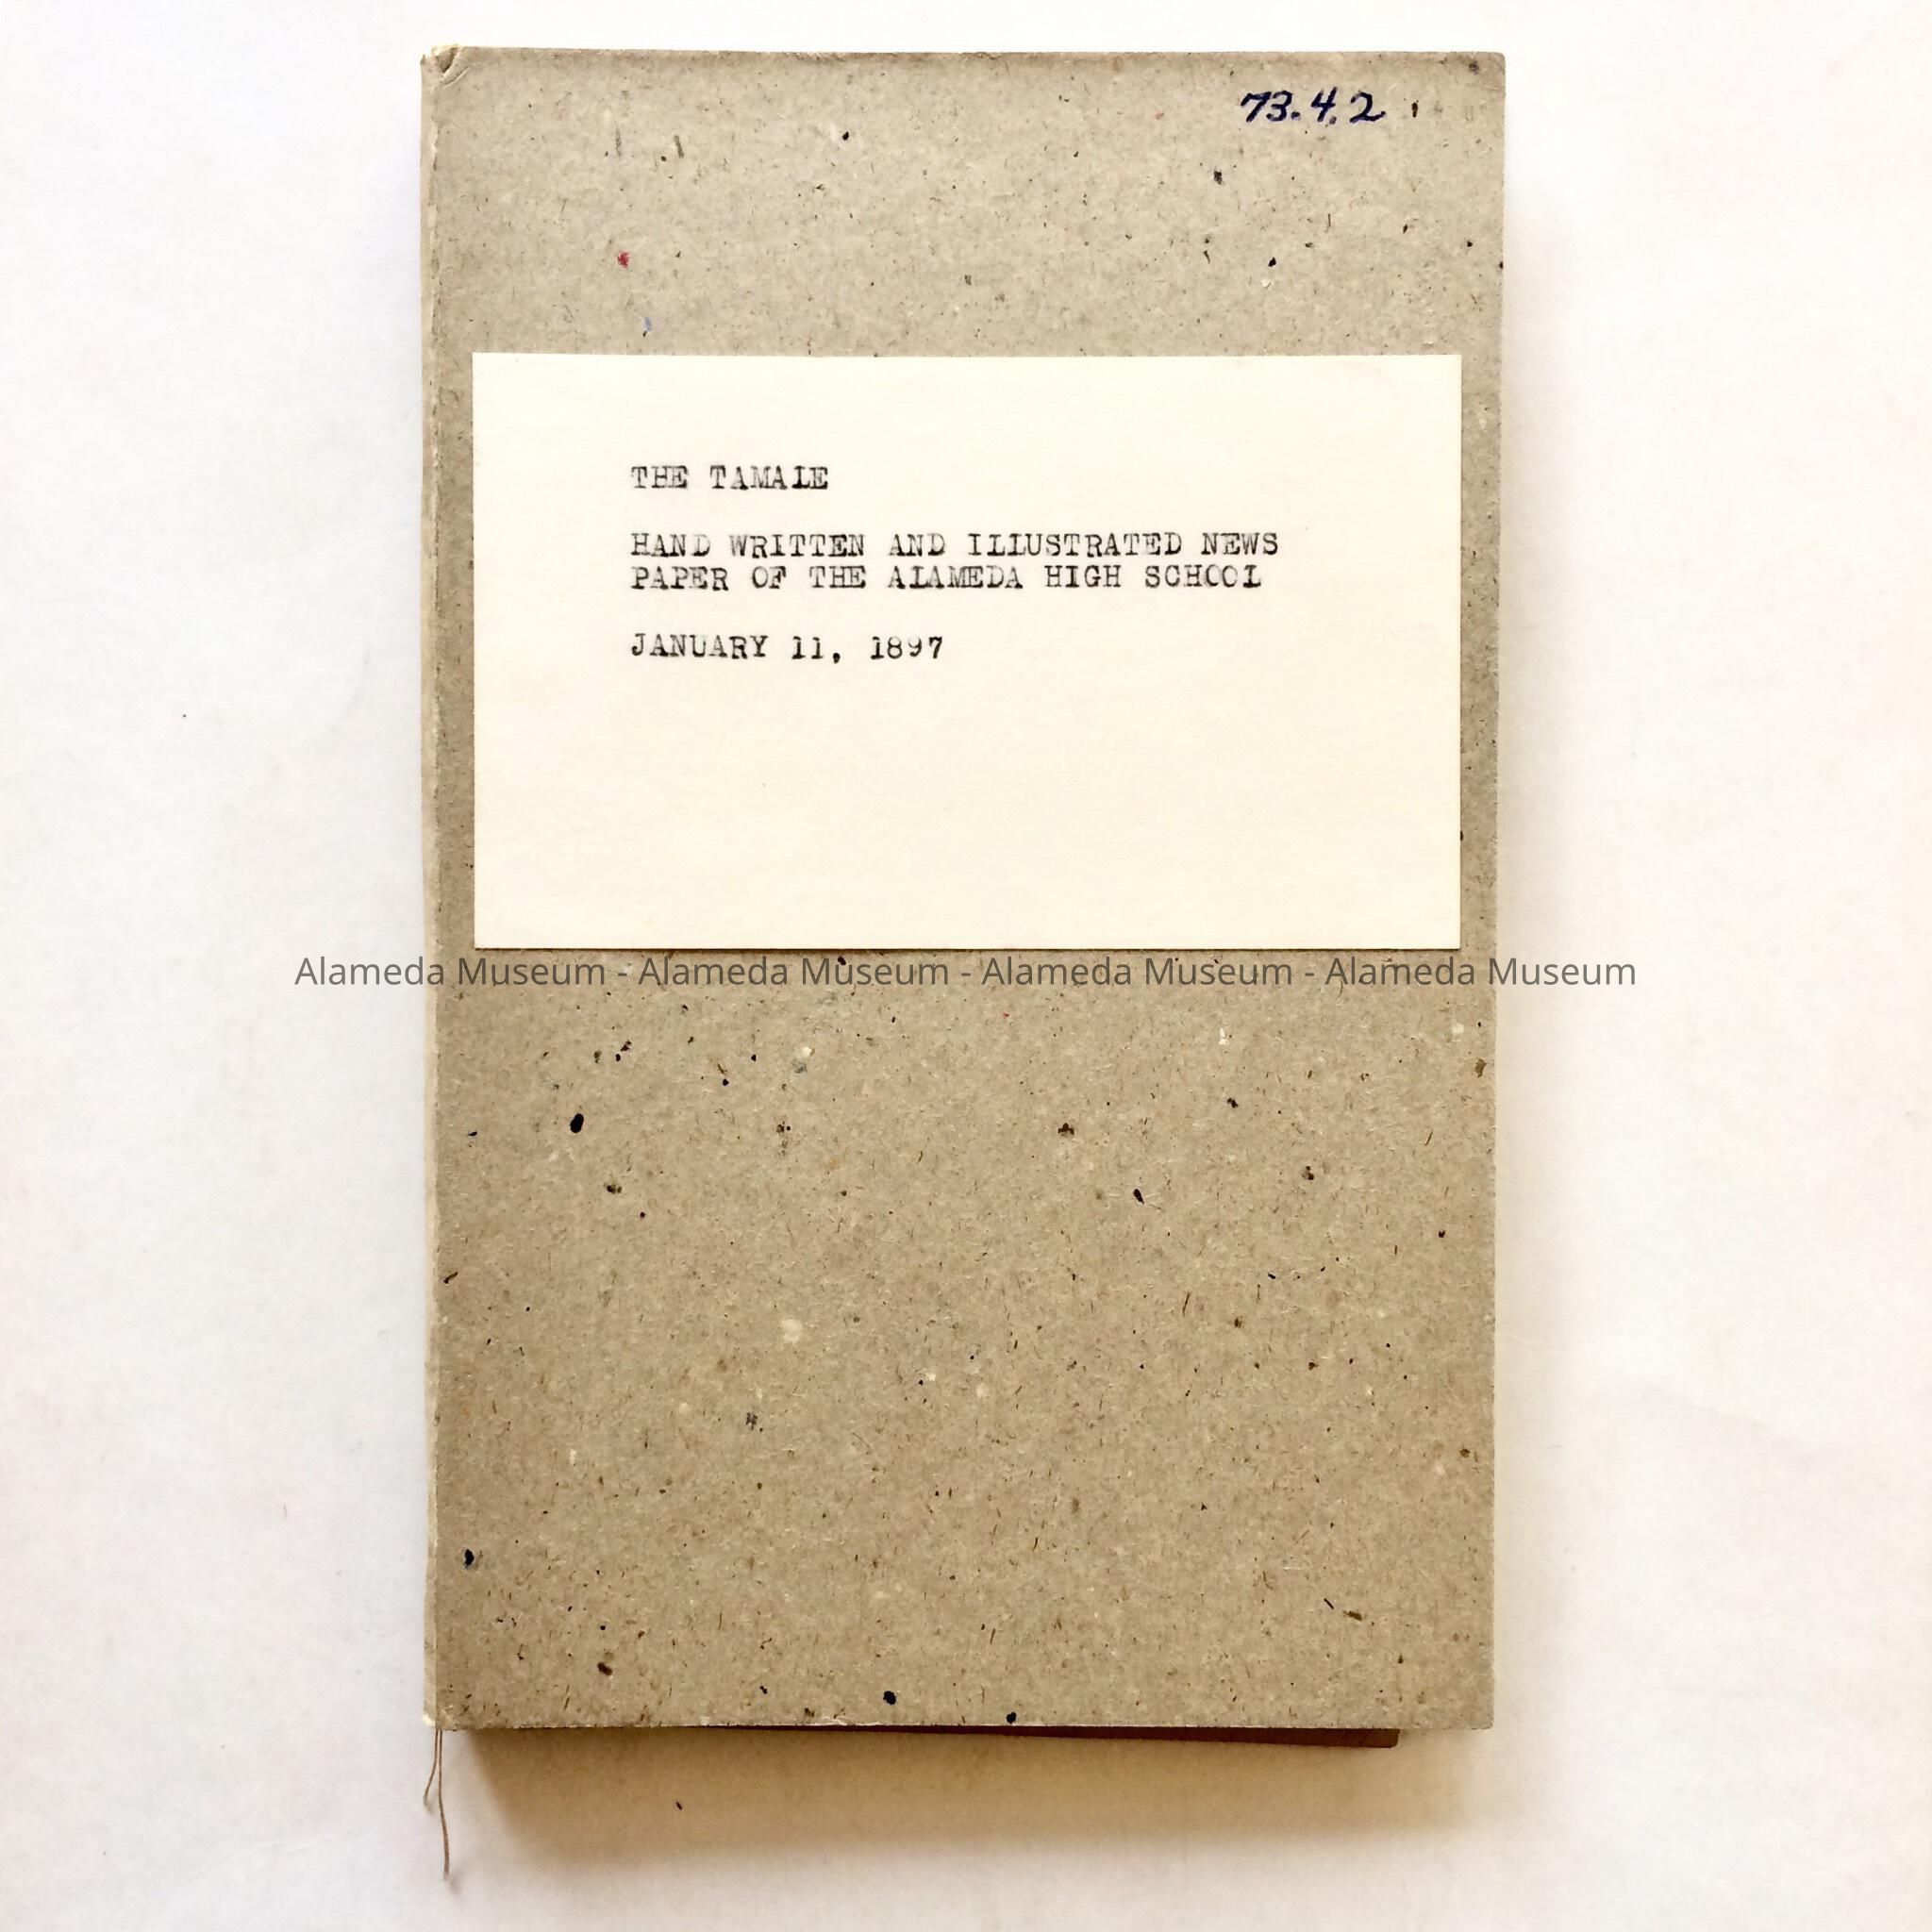 73.4.2
THE TAMALE
HAND WRITTEN AND ILLUSTRATED NEWS
PAPER OF THE ALAMEDA HIGH SCHOOL
JANUARY 11, 1897
Alameda Museum - Alameda Museum - Alameda Museum - Alameda Museum